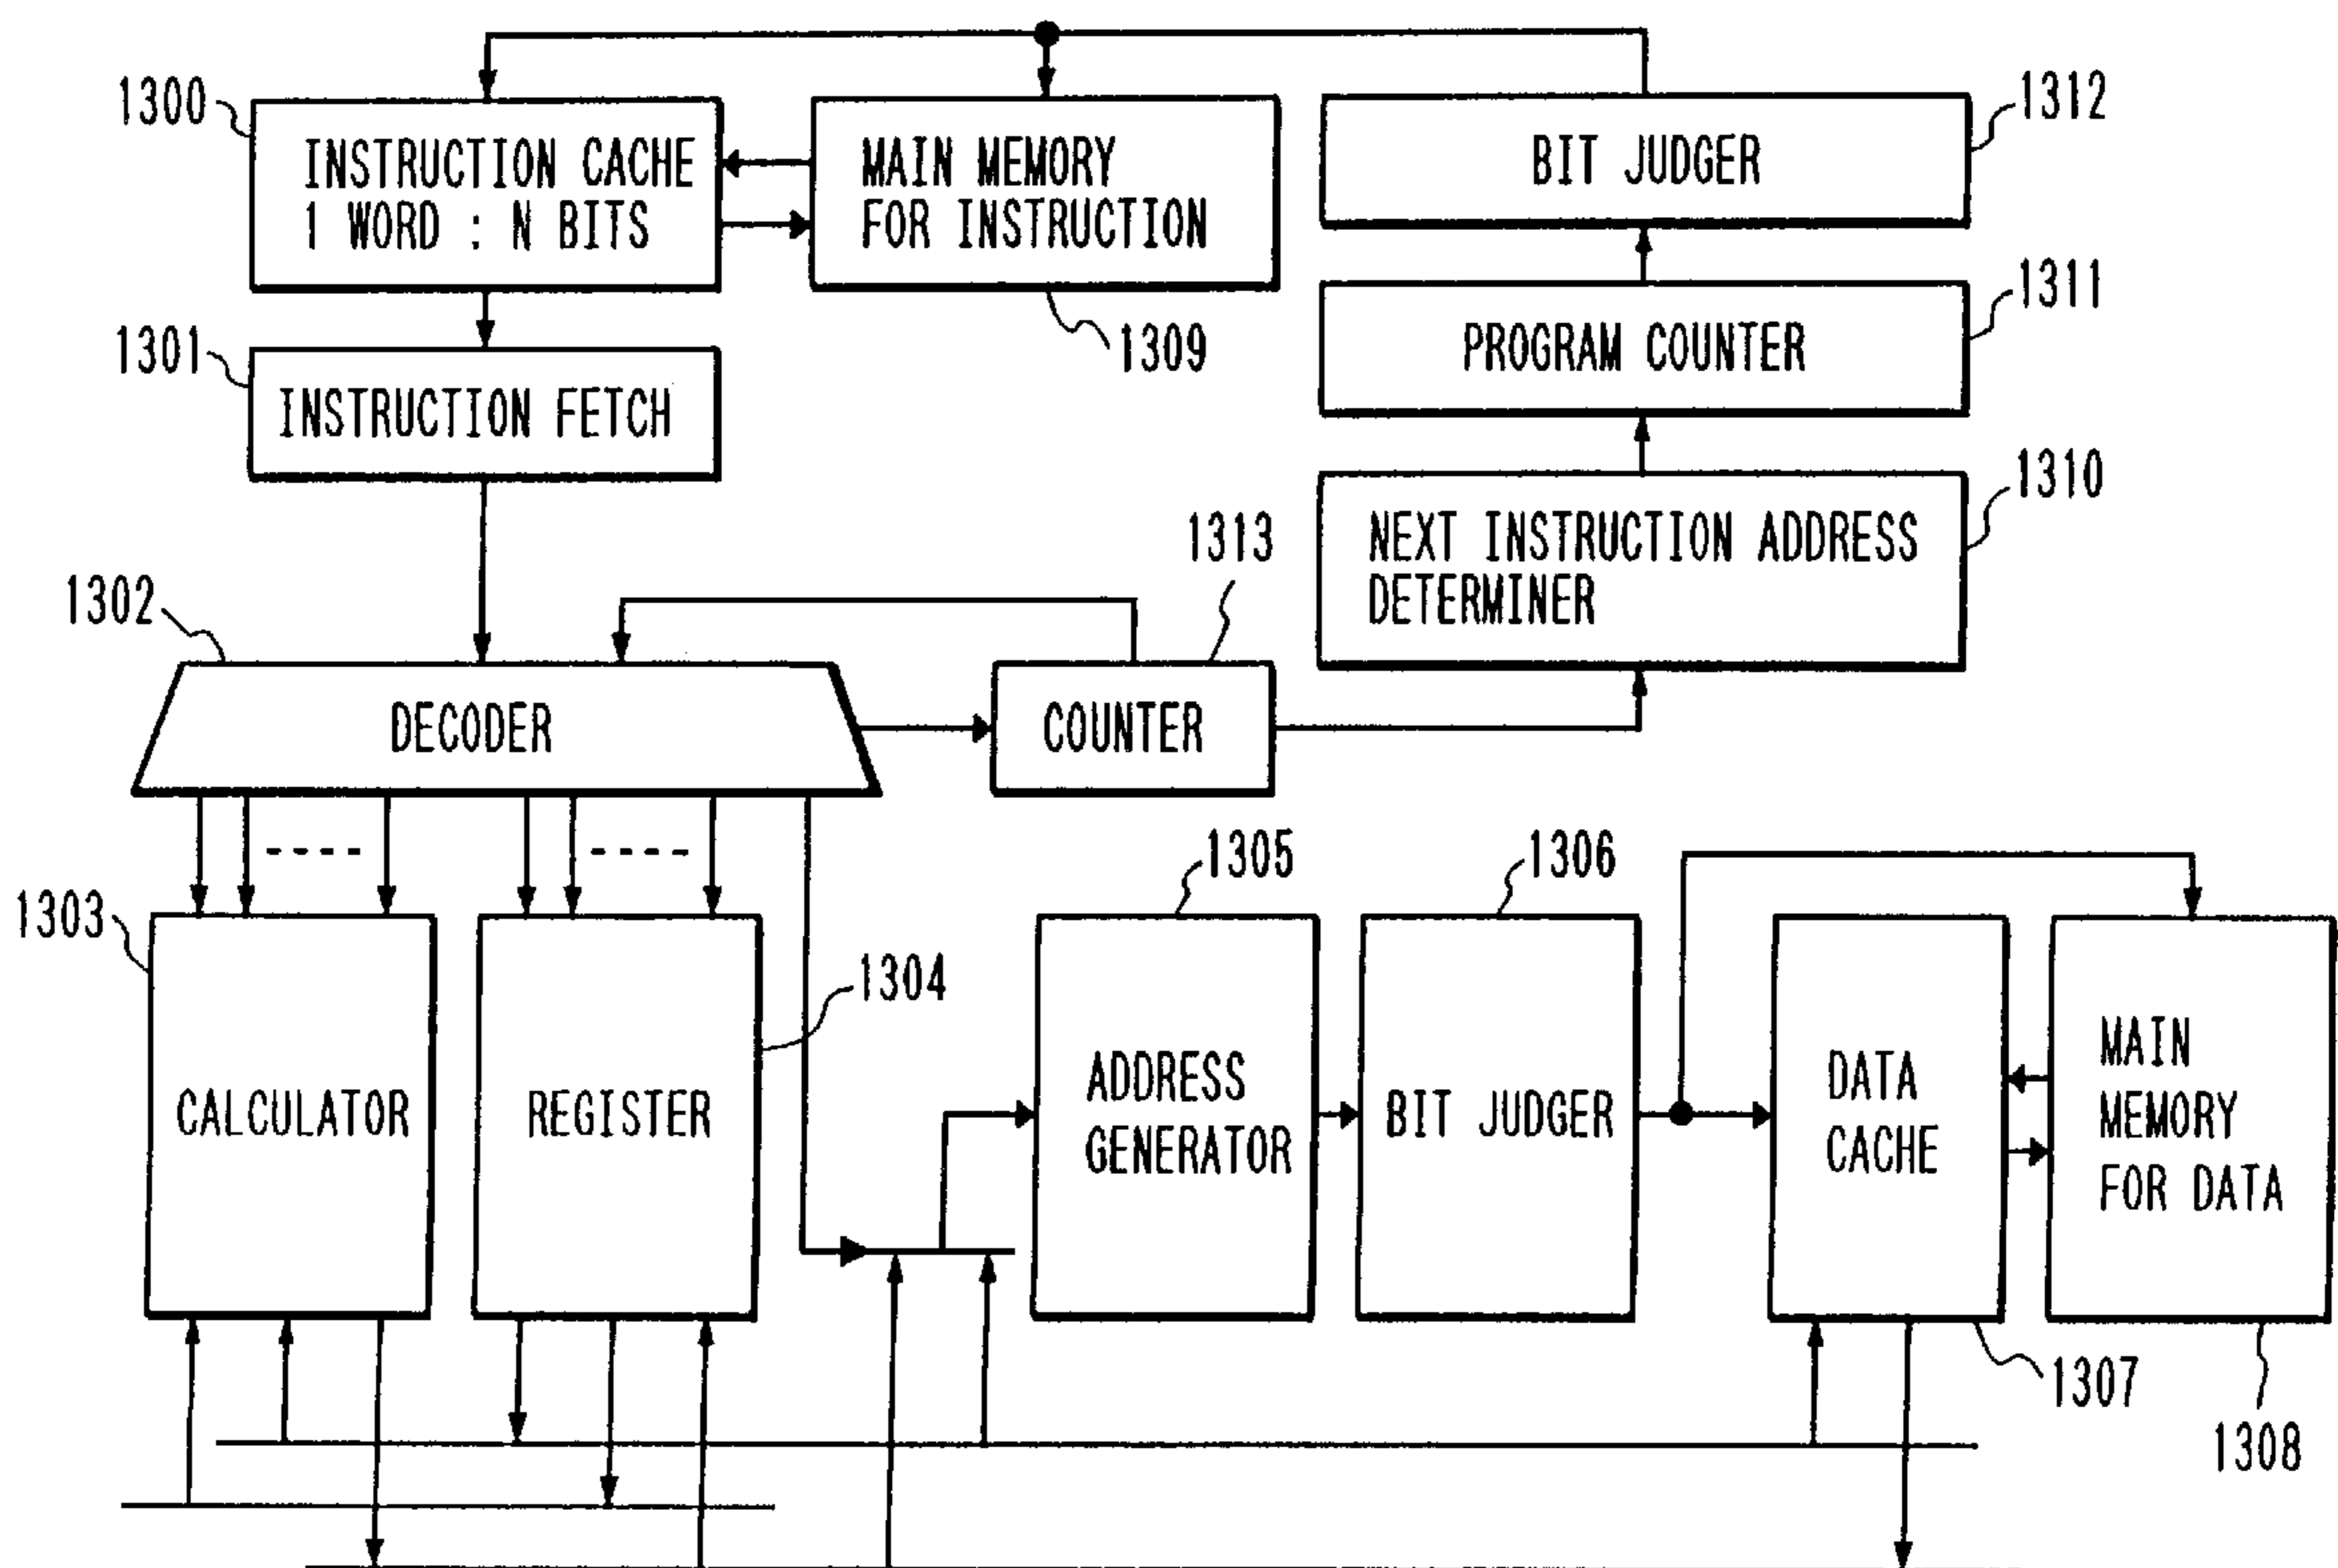 1300
INSTRUCTION CACHE
1 WORD : N BITS
MAIN MEMORY
FOR INSTRUCTION
1309
BIT JUDGER
1312
PROGRAM COUNTER
1311
1301
INSTRUCTION FETCH
NEXT INSTRUCTION ADDRESS
DETERMINER
1310
1302
DECODER
1313
COUNTER
1303
CALCULATOR
1304
REGISTER
1305
ADDRESS
GENERATOR
1306
BIT JUDGER
DATA
CACHE
1307
MAIN
MEMORY
FOR DATA
1308